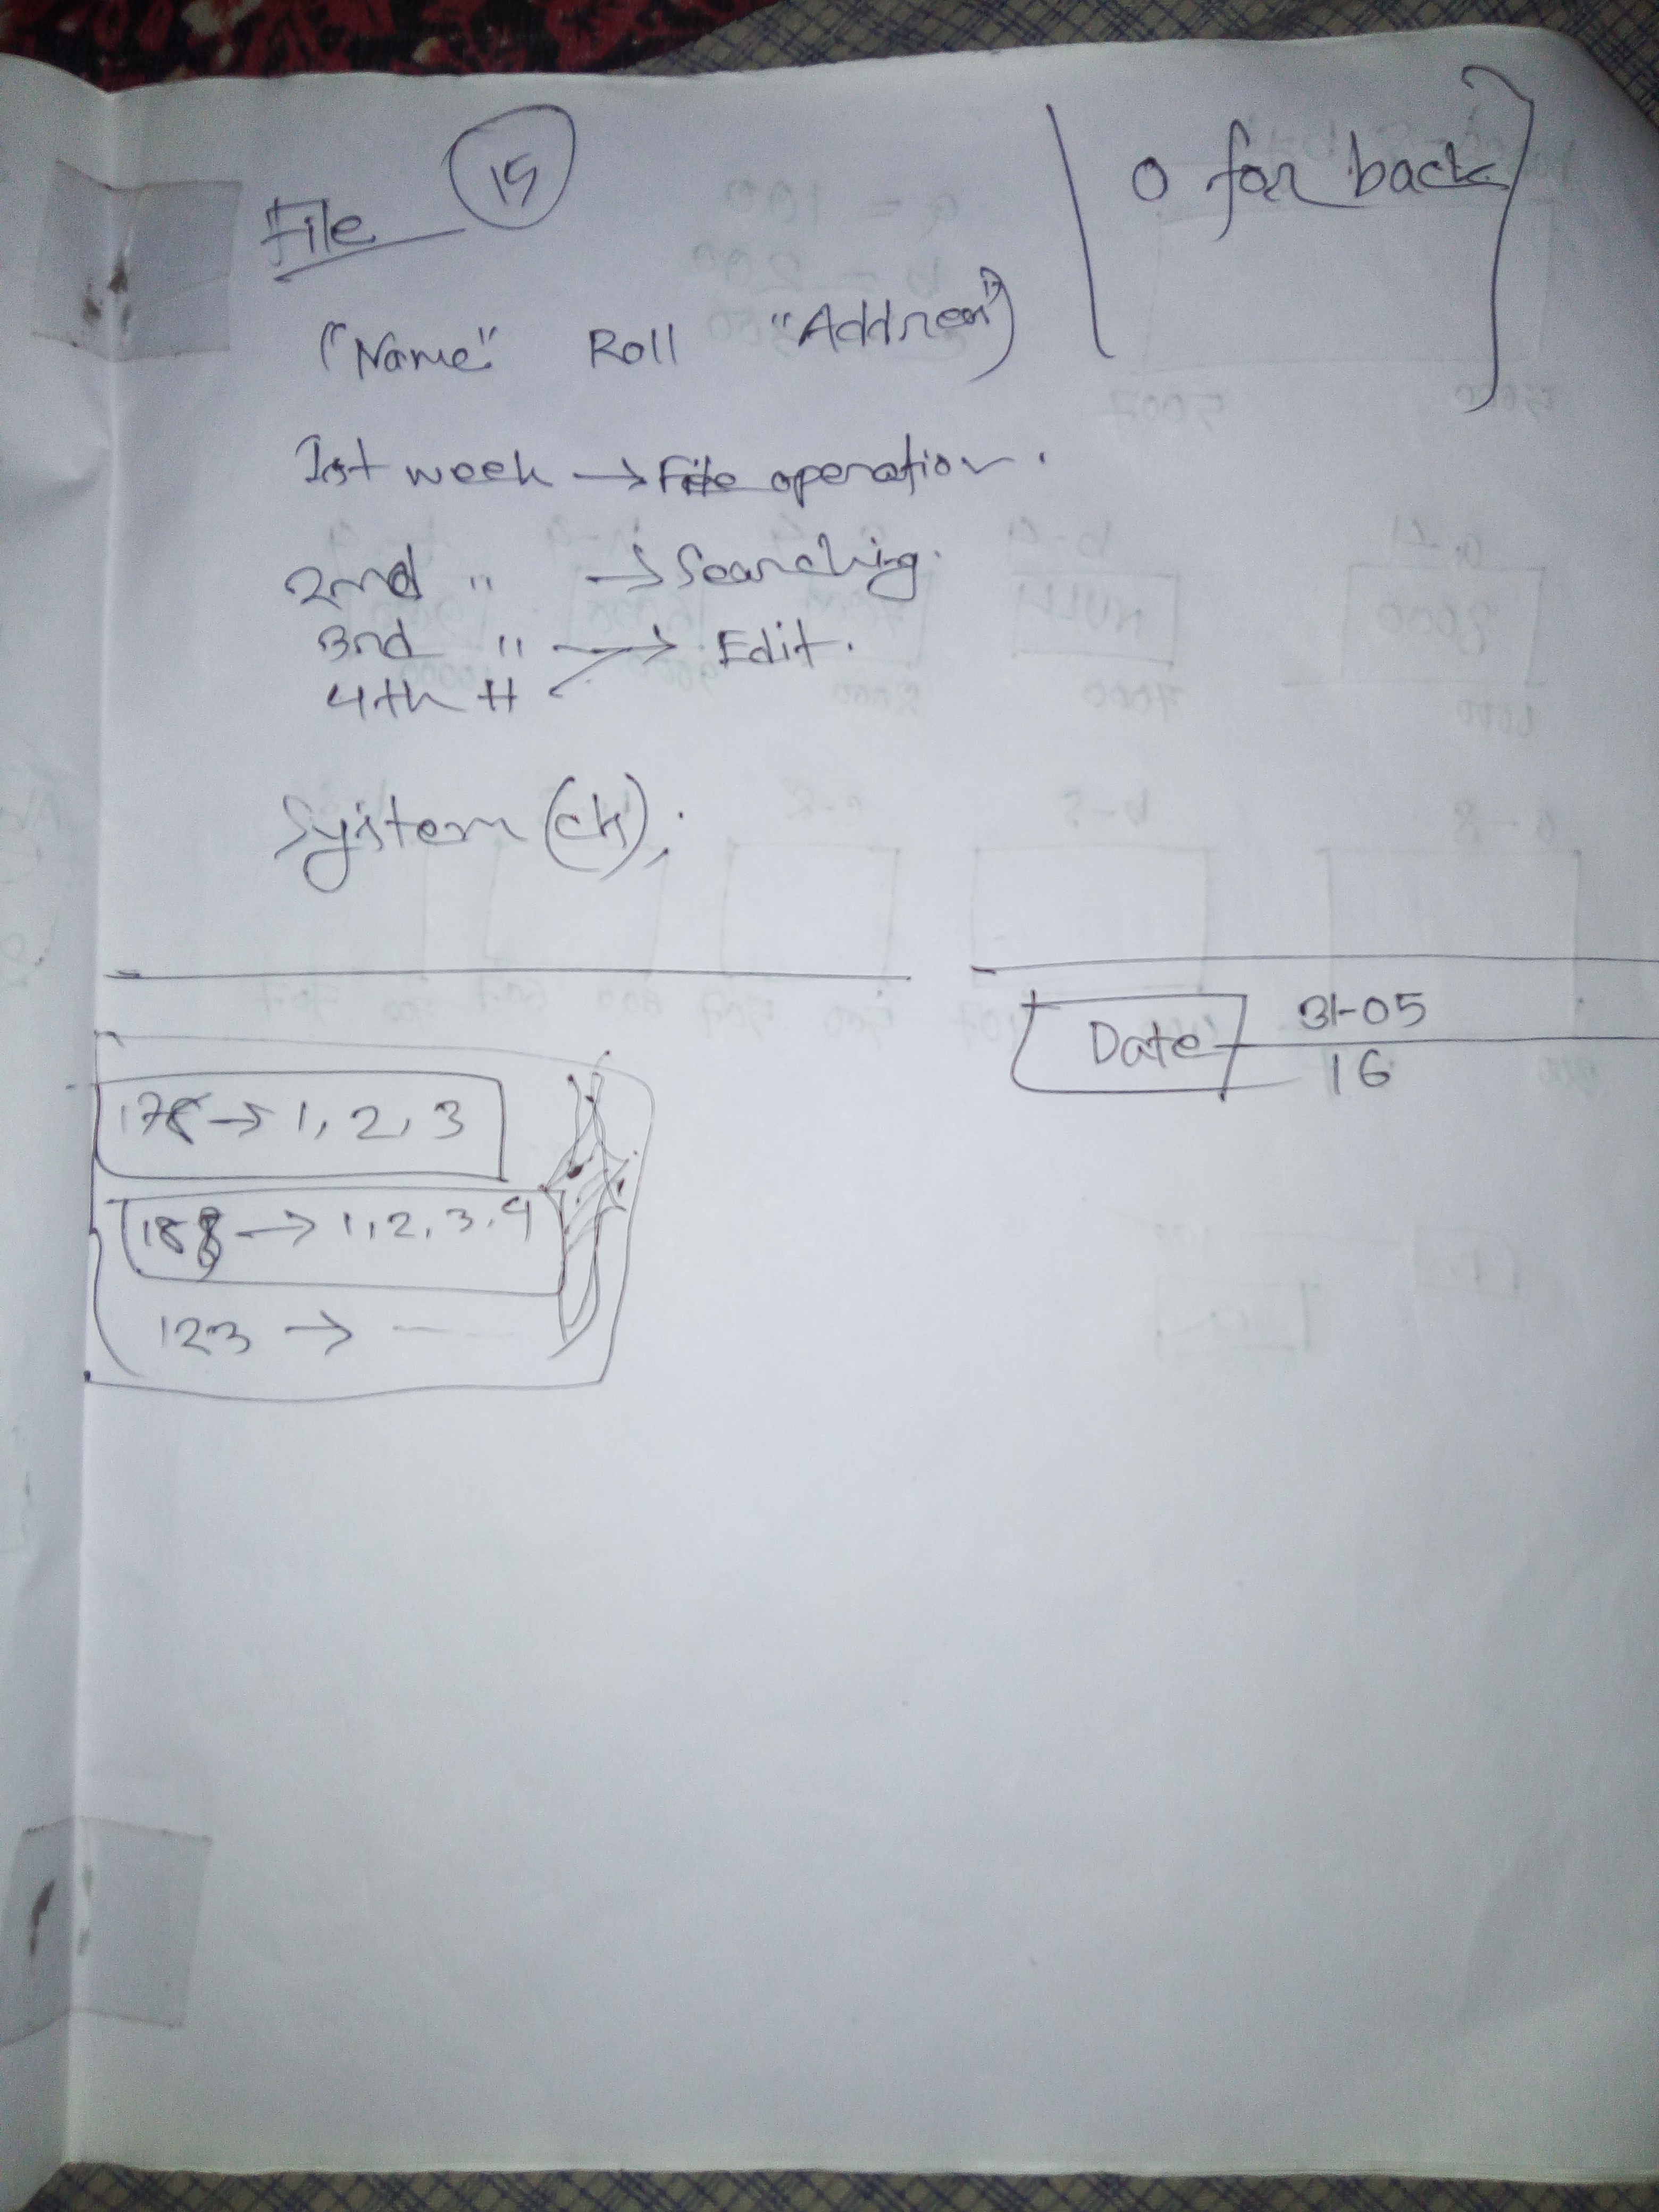 File 15
0 for back
("Name" Roll "Address")
1st week → File operation.
2nd " → Searching.
3rd " → Edit.
4th "
System (ch);
Date 31-05
16
178 → 1, 2, 3
188 → 1, 2, 3, 4
123 →